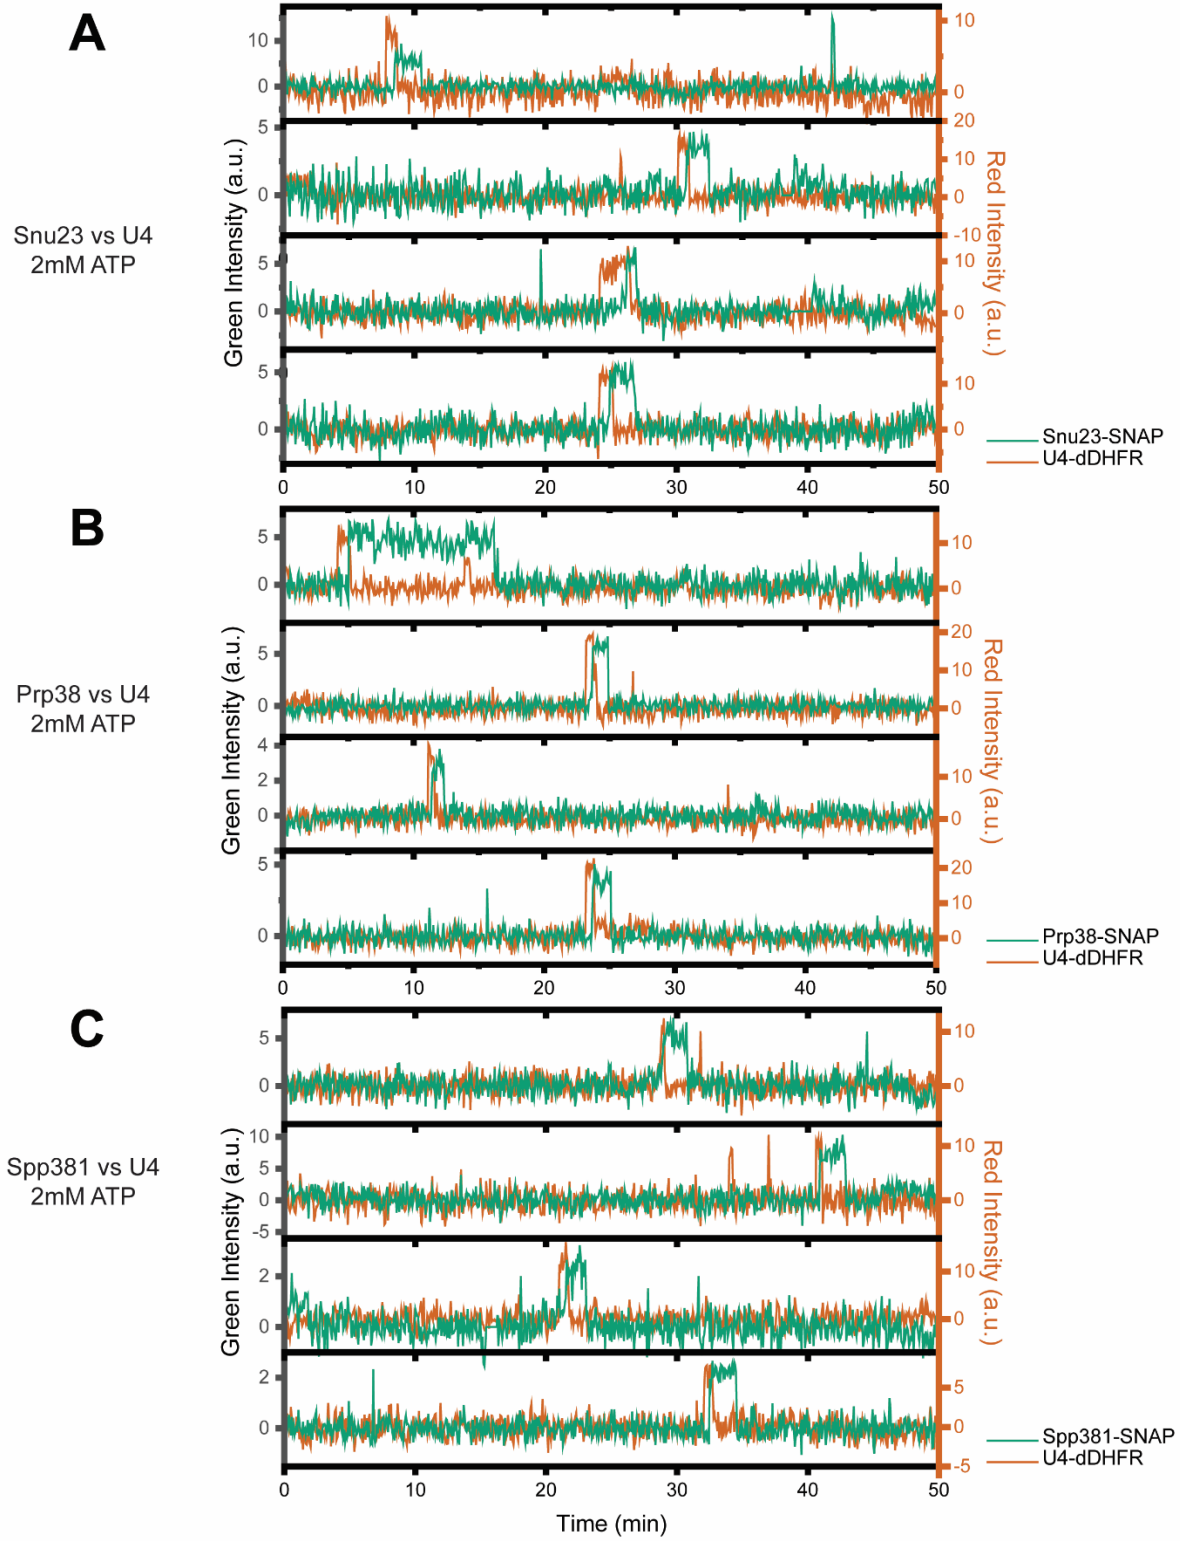 A
Snu23 vs U4
2mM ATP
Green Intensity (a.u.)
10
0
5
0
5
0
5
0
10
0
20
10
0
-10
10
0
10
0
Red Intensity (a.u.)
Snu23-SNAP
U4-dDHFR
0 10 20 30 40 50
B
Prp38 vs U4
2mM ATP
Green Intensity (a.u.)
5
0
5
0
4
2
0
5
0
10
0
20
10
0
10
0
20
10
0
Red Intensity (a.u.)
Prp38-SNAP
U4-dDHFR
0 10 20 30 40 50
C
Spp381 vs U4
2mM ATP
Green Intensity (a.u.)
5
0
10
5
0
-5
2
0
2
0
10
0
10
0
10
0
5
0
-5
Red Intensity (a.u.)
Spp381-SNAP
U4-dDHFR
0 10 20 30 40 50
Time (min)